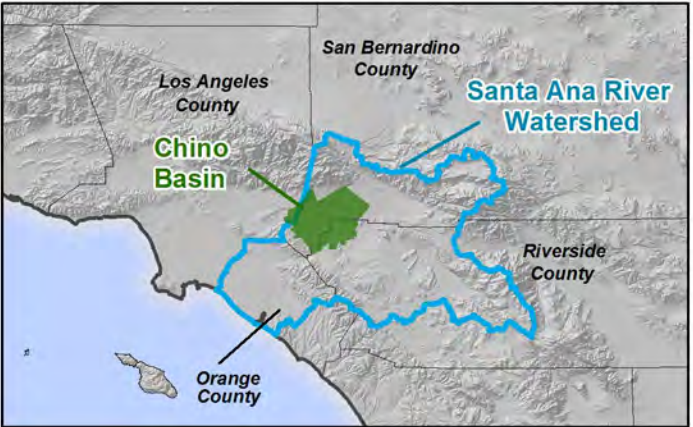 San Bernardino
County
Los Angeles
County
Santa Ana River
Watershed
Chino
Basin
Riverside
County
Orange
County